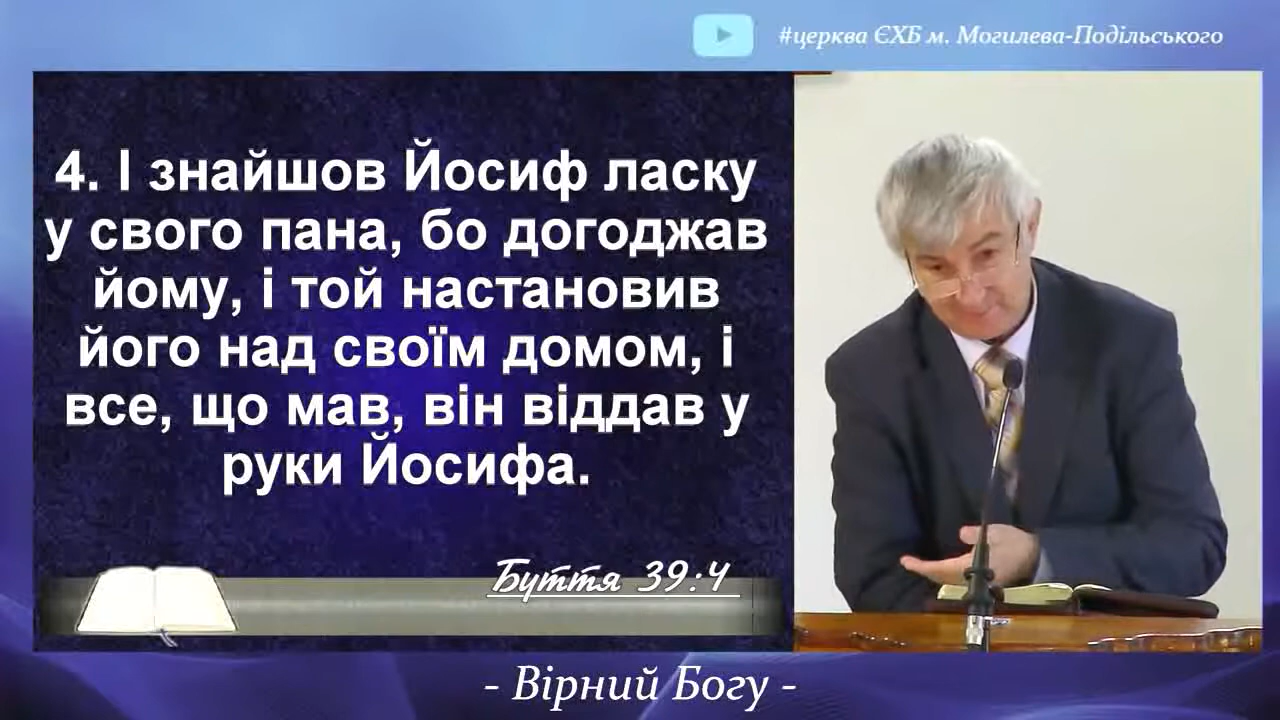 #церква ЄХБ м. Могилева-Подільського
4. І знайшов Йосиф ласку
у свого пана, бо догоджав
йому, і той настановив
його над своїм домом, і
все, що мав, він віддав у
руки Йосифа.
Буття 39:4
- Вірний Богу -